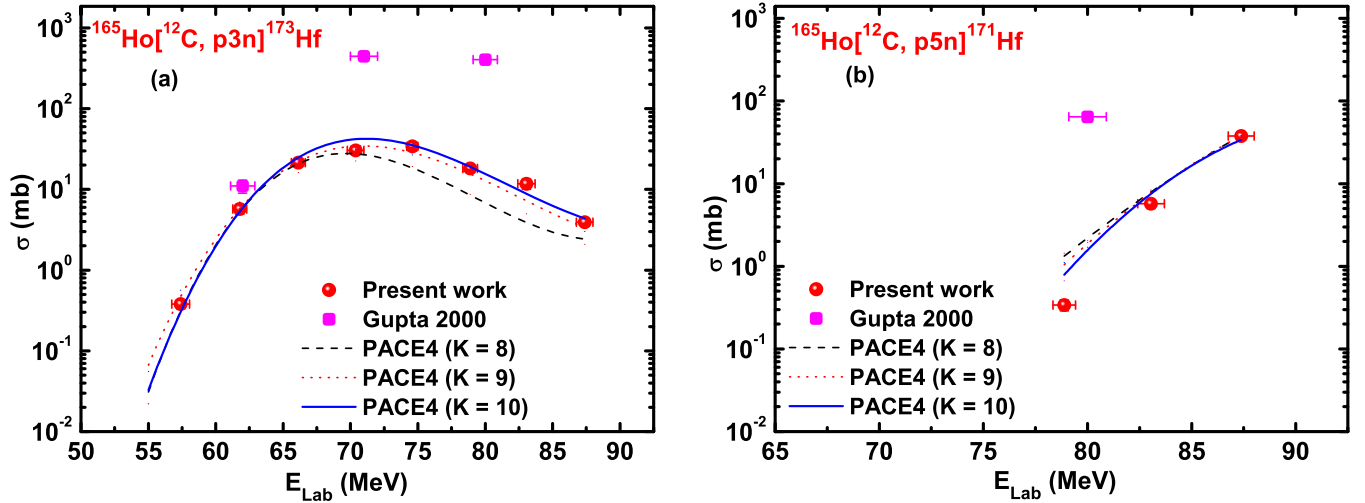 ¹⁶⁵Ho[¹²C, p3n]¹⁷³Hf
(a)
10³
10²
10¹
10⁰
10⁻¹
10⁻²
σ (mb)
Present work
Gupta 2000
PACE4 (K = 8)
PACE4 (K = 9)
PACE4 (K = 10)
50 55 60 65 70 75 80 85 90
E_Lab (MeV)
¹⁶⁵Ho[¹²C, p5n]¹⁷¹Hf
(b)
10³
10²
10¹
10⁰
10⁻¹
10⁻²
σ (mb)
Present work
Gupta 2000
PACE4 (K = 8)
PACE4 (K = 9)
PACE4 (K = 10)
65 70 75 80 85 90
E_Lab (MeV)